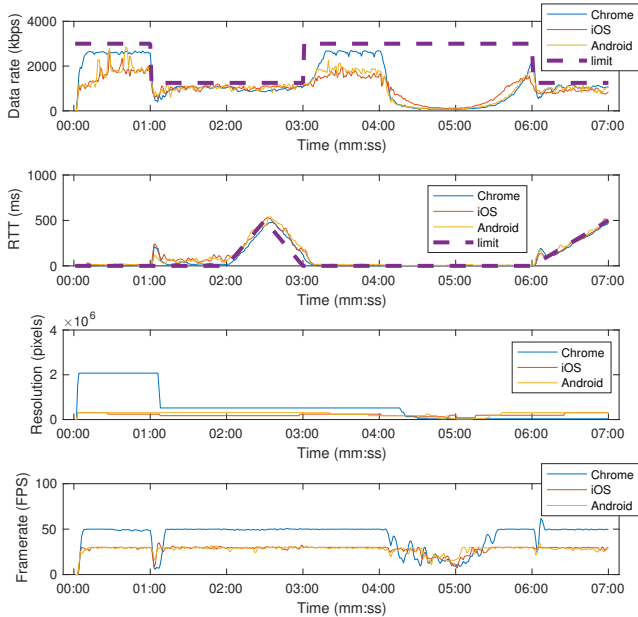 4000
2000
0
Data rate (kbps)
00:00 01:00 02:00 03:00 04:00 05:00 06:00 07:00
Time (mm:ss)
Chrome
iOS
Android
limit
1000
500
0
RTT (ms)
00:00 01:00 02:00 03:00 04:00 05:00 06:00 07:00
Time (mm:ss)
Chrome
iOS
Android
limit
× 10⁶
4
2
0
Resolution (pixels)
00:00 01:00 02:00 03:00 04:00 05:00 06:00 07:00
Time (mm:ss)
Chrome
iOS
Android
100
50
0
Framerate (FPS)
00:00 01:00 02:00 03:00 04:00 05:00 06:00 07:00
Time (mm:ss)
Chrome
iOS
Android